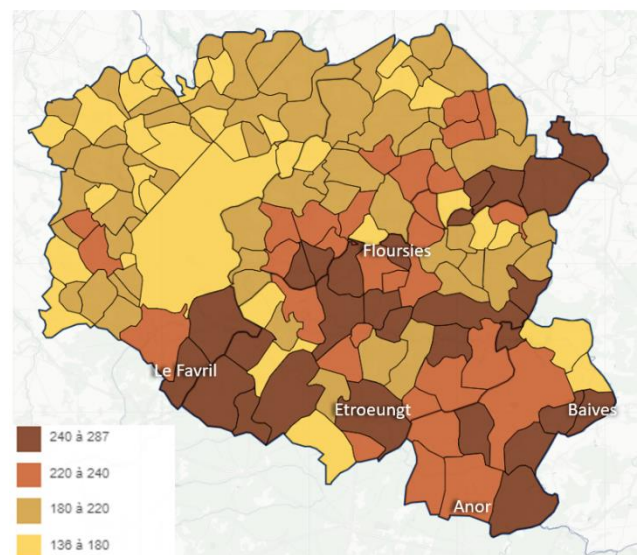 Floursies
Le Favril
Etroeungt
Baives
Anor
240 à 287
220 à 240
180 à 220
136 à 180